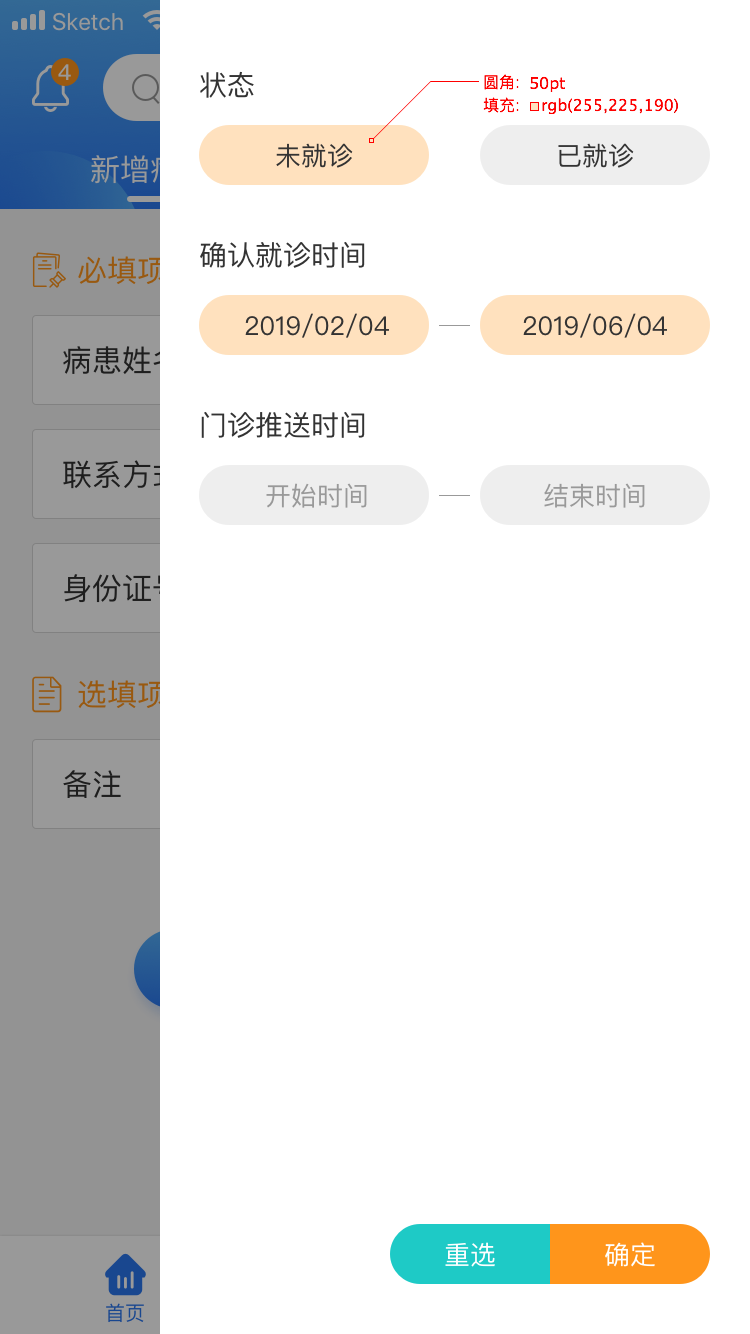 Sketch
4
新增
状态
圆角: 50pt
填充: rgb(255,225,190)
未就诊
已就诊
确认就诊时间
2019/02/04
2019/06/04
门诊推送时间
开始时间
结束时间
必填项
病患姓
联系方
身份证
选填项
备注
重选
确定
首页